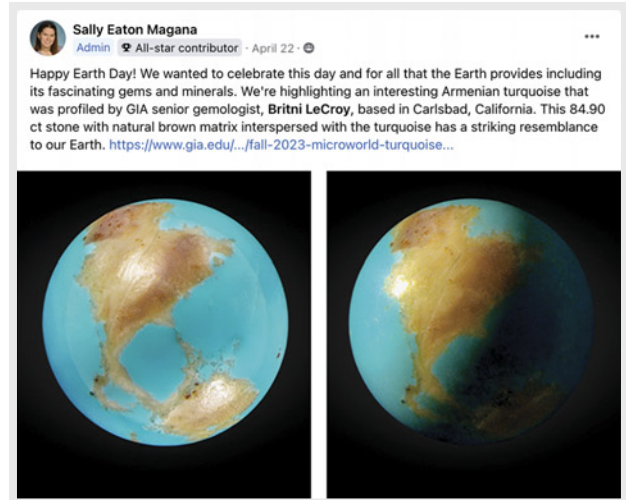 Sally Eaton Magana
Admin All-star contributor · April 22 ·
Happy Earth Day! We wanted to celebrate this day and for all that the Earth provides including
its fascinating gems and minerals. We're highlighting an interesting Armenian turquoise that
was profiled by GIA senior gemologist, Britni LeCroy, based in Carlsbad, California. This 84.90
ct stone with natural brown matrix interspersed with the turquoise has a striking resemblance
to our Earth. https://www.gia.edu/.../fall-2023-microworld-turquoise...